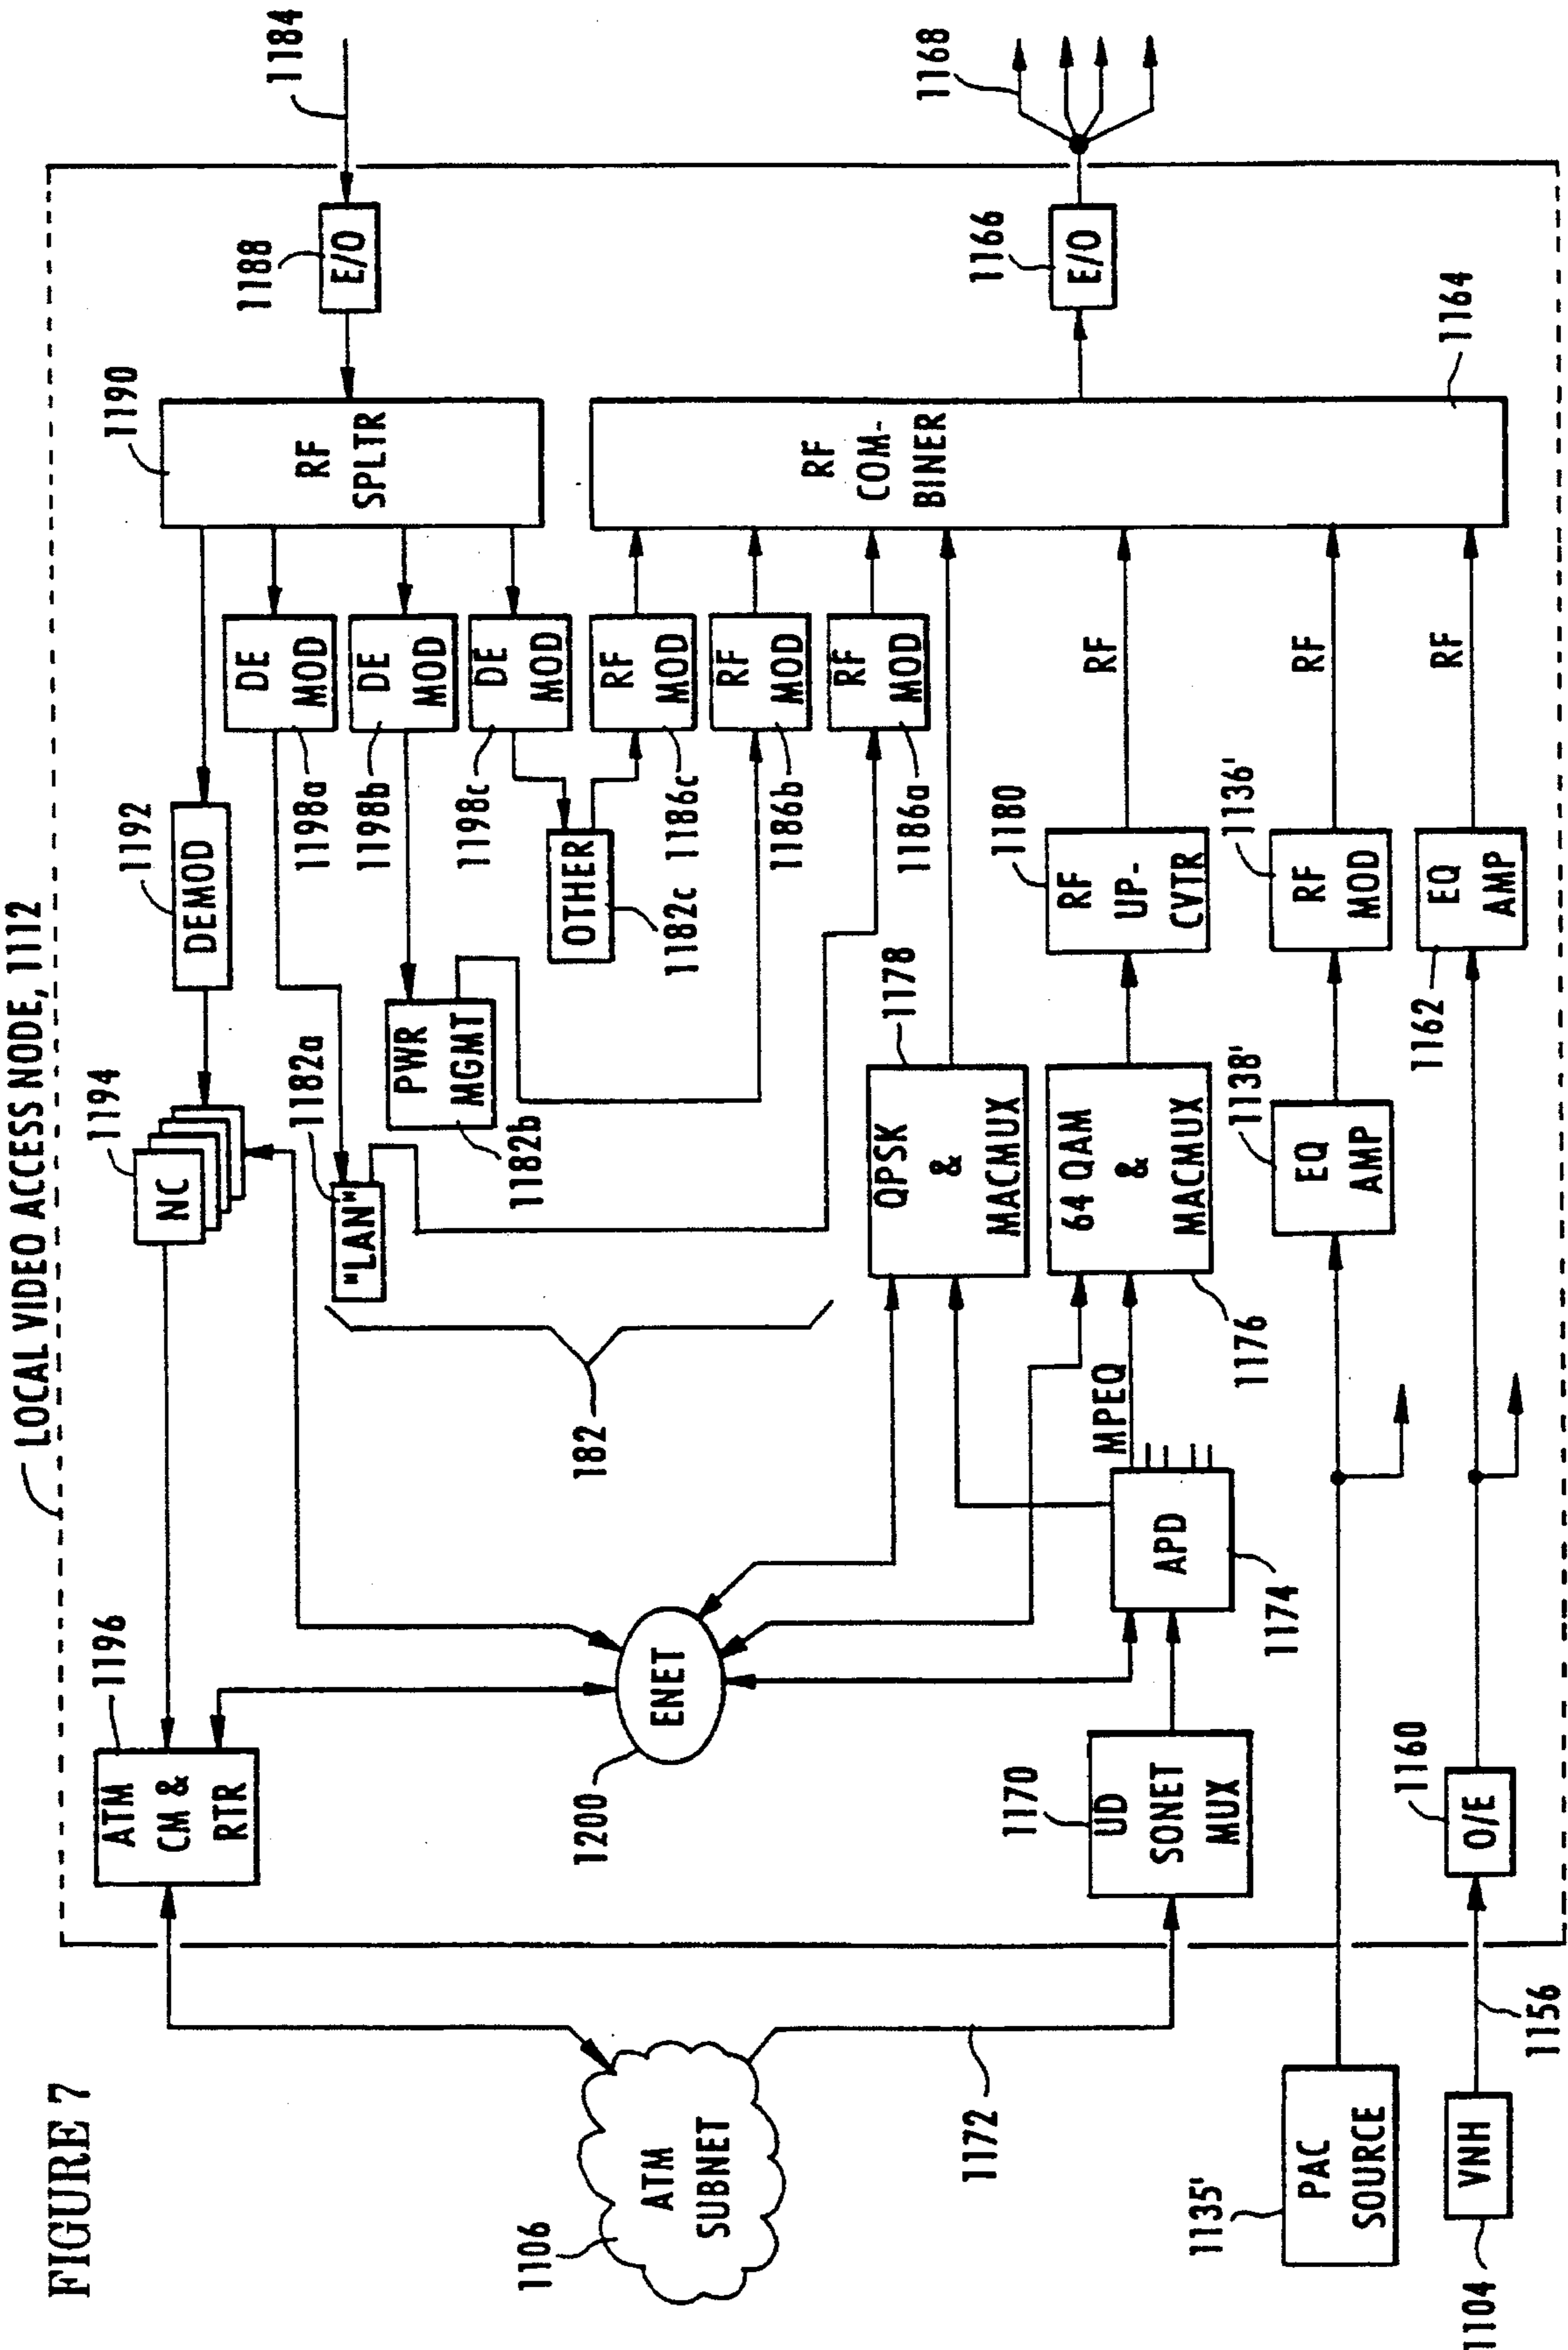 FIGURE 7
LOCAL VIDEO ACCESS NODE, 1112
1196
ATM
CM &
RTR
1194
NC
1192
DEMOD
1190
RF
SPLTR
1188
E/O
1184
DE
MOD
1198a
DE
MOD
1198b
DE
MOD
1198c
1182a
"LAN"
PWR
MGMT
1182b
OTHER
1182c
RF
MOD
1186c
RF
MOD
1186b
RF
MOD
1186a
182
1106
ATM
SUBNET
1200
ENET
1178
QPSK
&
MACMUX
RF
COM-
BINER
1164
1166
E/O
1168
1172
1170
UD
SONET
MUX
APD
1174
MPEQ
64 QAM
&
MACMUX
1176
1180
RF
UP-
CVTR
RF
1135'
PAC
SOURCE
1138'
EQ
AMP
1136'
RF
MOD
RF
1104
VNH
1156
1160
O/E
1162
EQ
AMP
RF